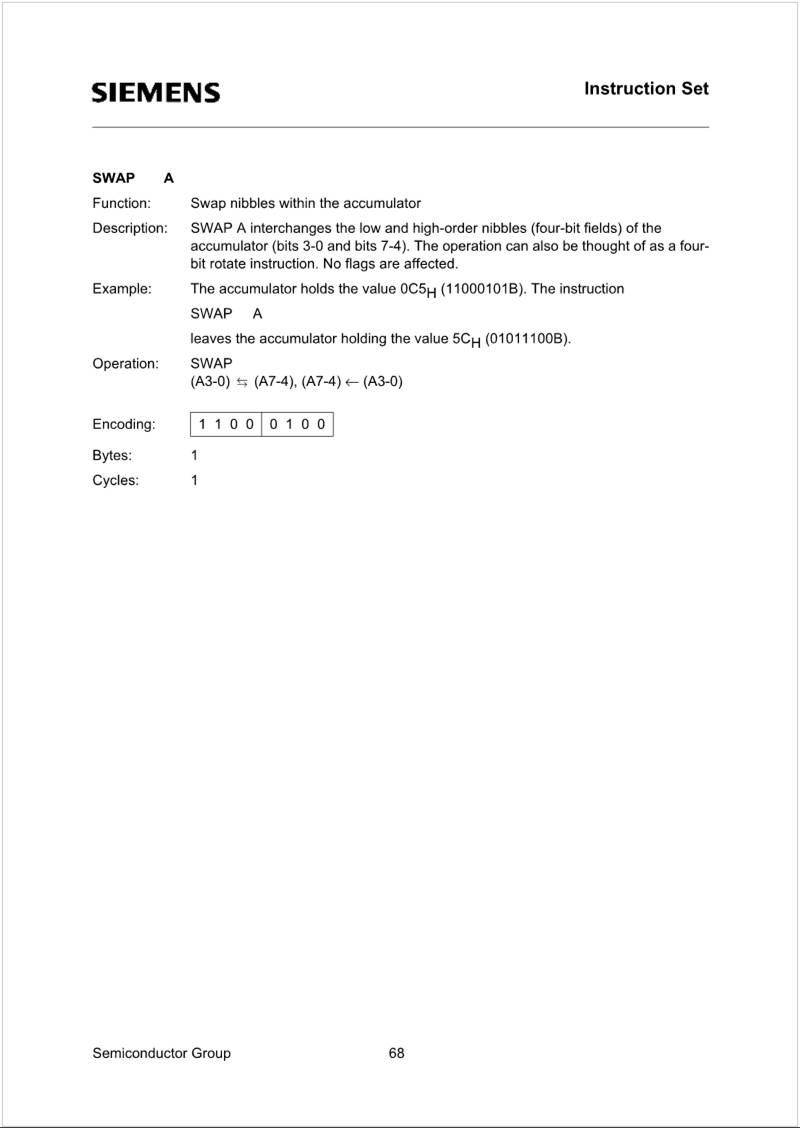 SIEMENS
Instruction Set
SWAP A
Function: Swap nibbles within the accumulator
Description: SWAP A interchanges the low and high-order nibbles (four-bit fields) of the
accumulator (bits 3-0 and bits 7-4). The operation can also be thought of as a four-
bit rotate instruction. No flags are affected.
Example: The accumulator holds the value 0C5H (11000101B). The instruction
SWAP A
leaves the accumulator holding the value 5CH (01011100B).
Operation: SWAP
(A3-0) ⇆ (A7-4), (A7-4) ← (A3-0)
Encoding: 1 1 0 0 0 1 0 0
Bytes: 1
Cycles: 1
Semiconductor Group 68